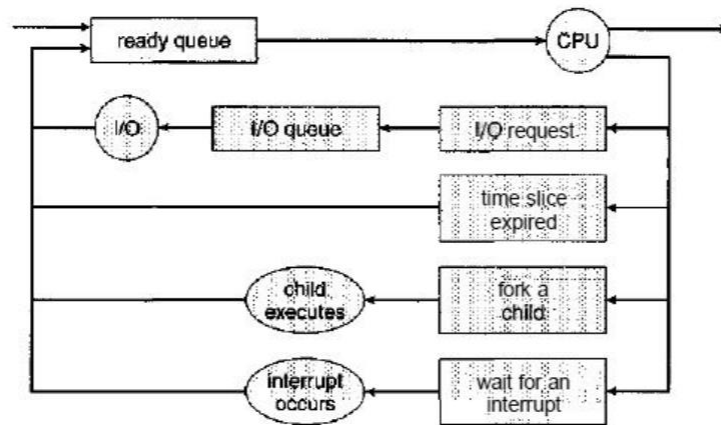 ready queue
CPU
I/O
I/O queue
I/O request
time slice
expired
child
executes
fork a
child
interrupt
occurs
wait for an
interrupt